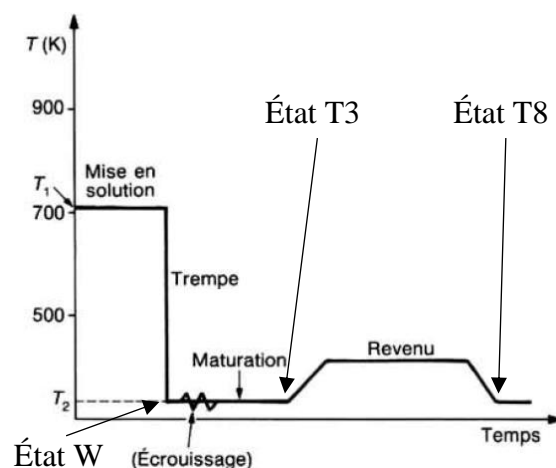 T (K)
État T3
État T8
900
Mise en
solution
T₁
700
Trempe
500
Maturation
Revenu
T₂
Temps
État W
(Écrouissage)